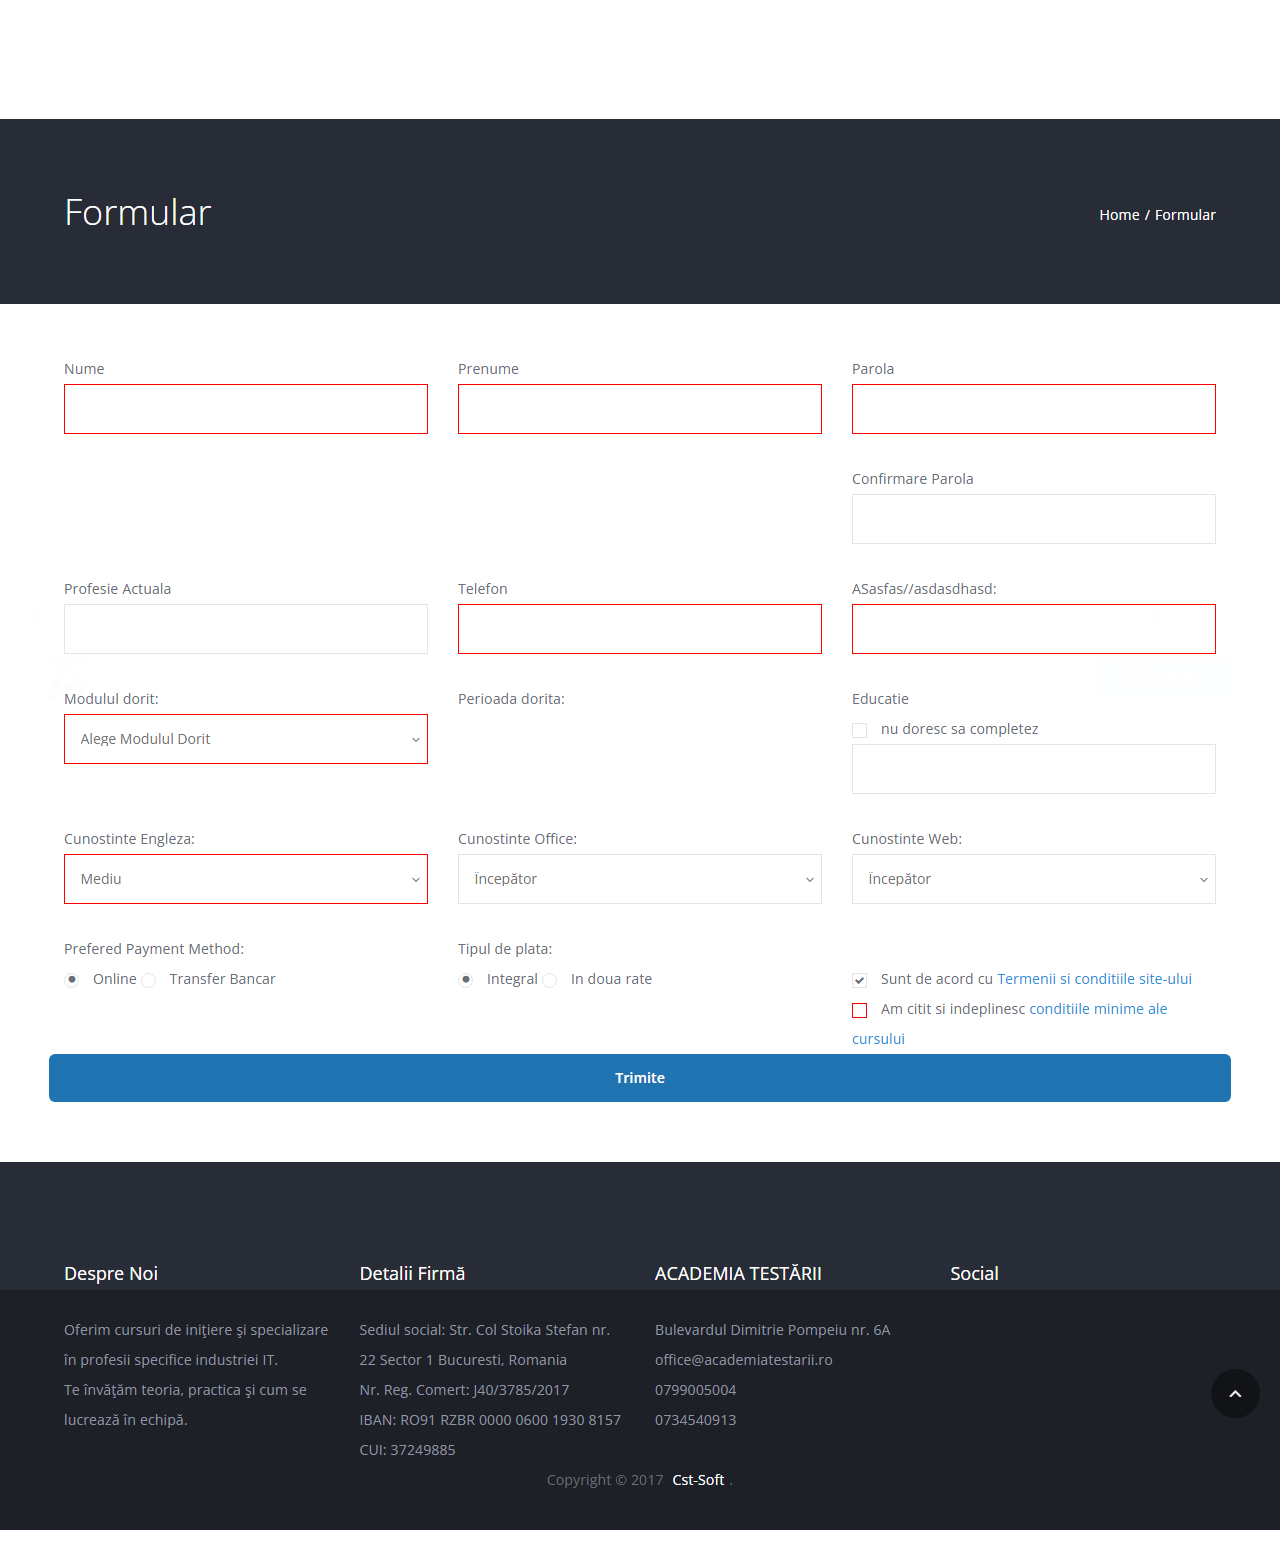 Formular
Home / Formular
Nume
Prenume
Parola
Confirmare Parola
Profesie Actuala
Telefon
ASasfas//asdasdhasd:
Modulul dorit:
Alege Modulul Dorit
Perioada dorita:
Educatie
nu doresc sa completez
Cunostinte Engleza:
Mediu
Cunostinte Office:
Începător
Cunostinte Web:
Începător
Prefered Payment Method:
Online Transfer Bancar
Tipul de plata:
Integral In doua rate
Sunt de acord cu Termenii si conditiile site-ului
Am citit si indeplinesc conditiile minime ale
cursului
Trimite
Despre Noi
Oferim cursuri de iniţiere şi specializare
în profesii specifice industriei IT.
Te învăţăm teoria, practica şi cum se
lucrează în echipă.
Detalii Firmă
Sediul social: Str. Col Stoika Stefan nr.
22 Sector 1 Bucuresti, Romania
Nr. Reg. Comert: J40/3785/2017
IBAN: RO91 RZBR 0000 0600 1930 8157
CUI: 37249885
ACADEMIA TESTĂRII
Bulevardul Dimitrie Pompeiu nr. 6A
office@academiatestarii.ro
0799005004
0734540913
Social
Copyright © 2017 Cst-Soft .